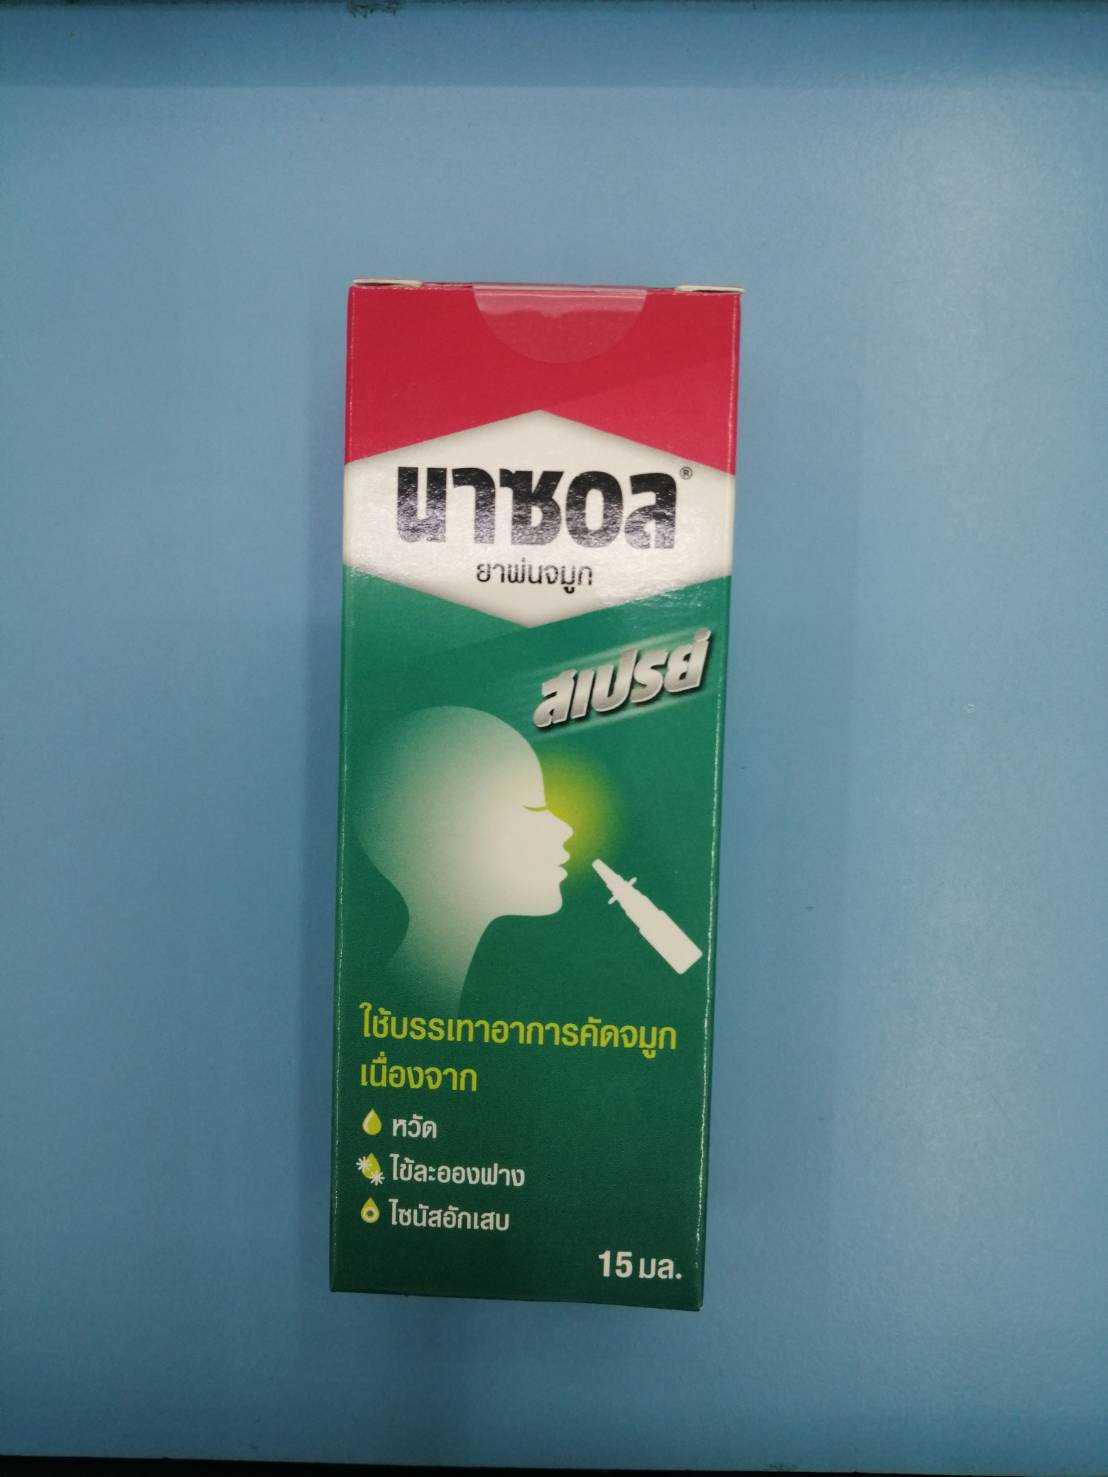 นาซอล®
ยาพ่นจมูก
สเปรย์
ใช้บรรเทาอาการคัดจมูก
เนื่องจาก
หวัด
ไข้ละอองฟาง
ไซนัสอักเสบ
15 มล.